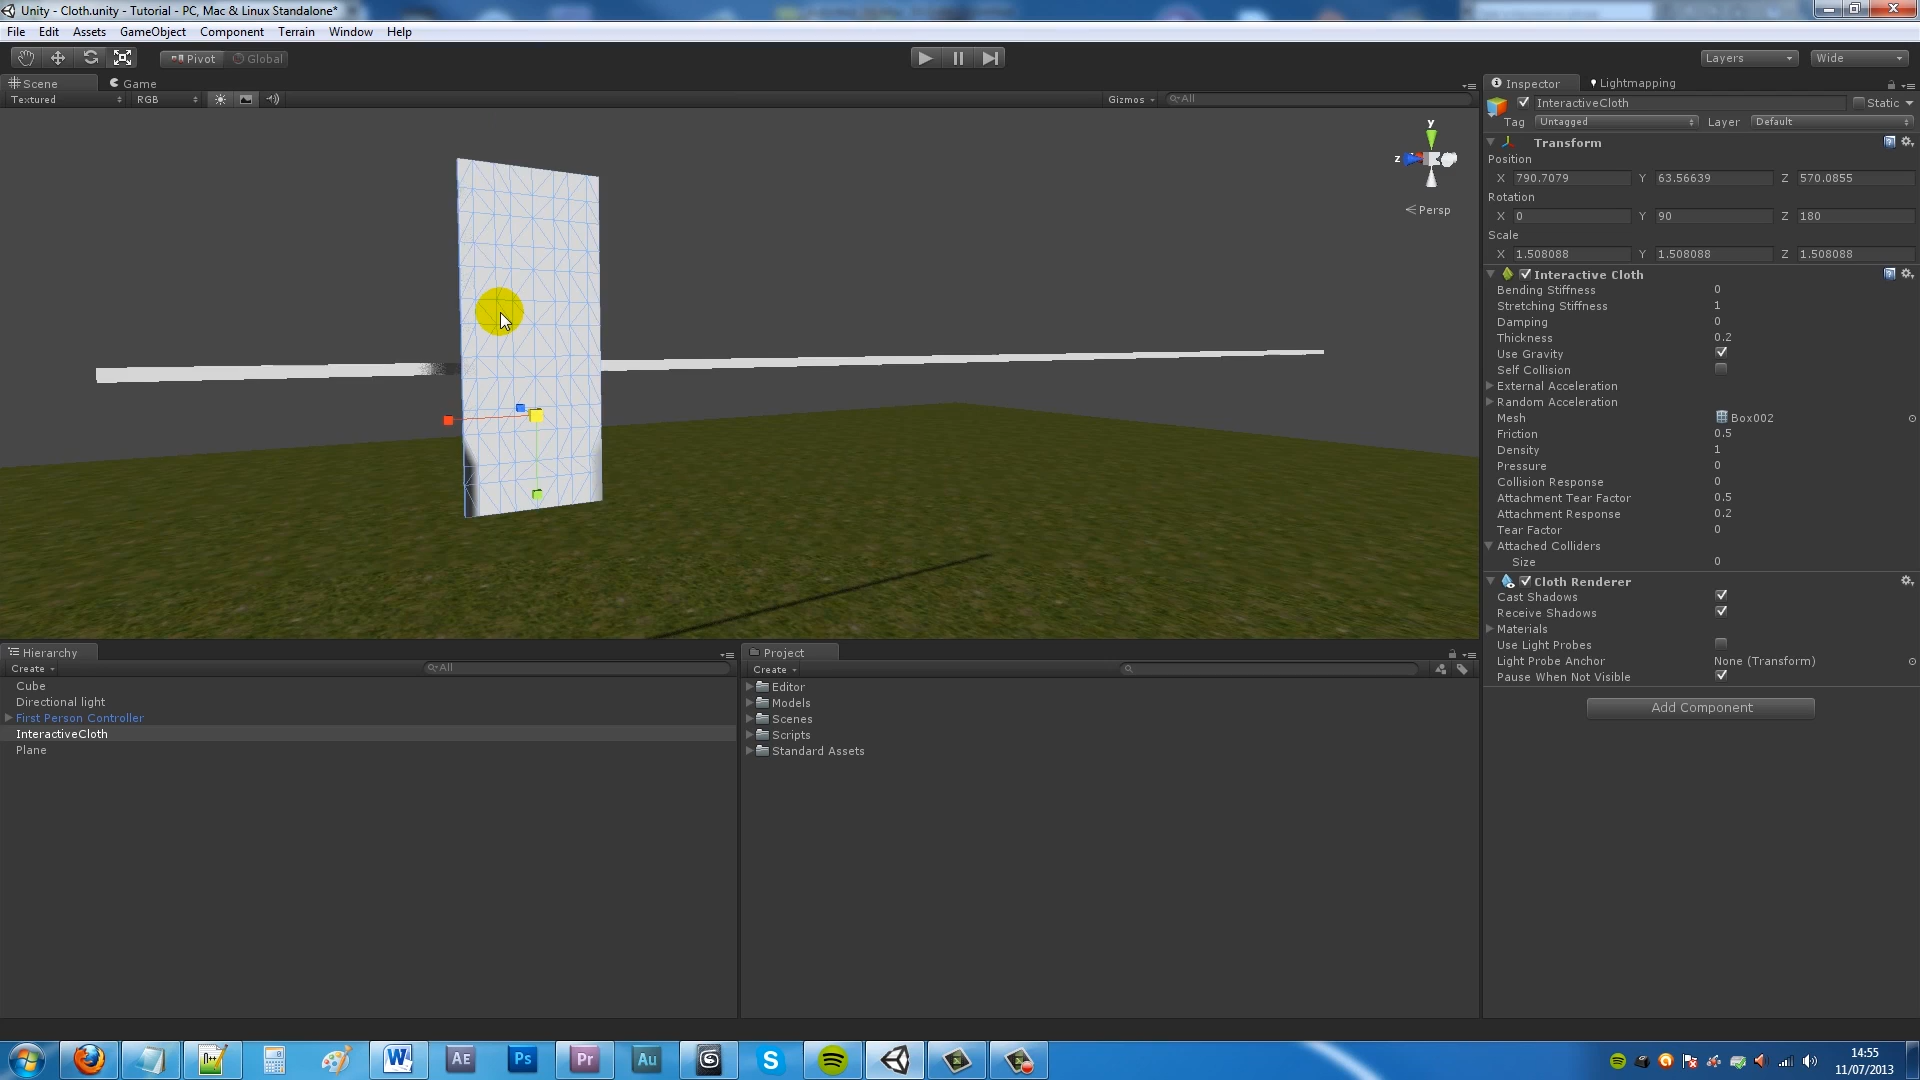 Unity - Cloth.unity - Tutorial - PC, Mac & Linux Standalone*
File Edit Assets GameObject Component Terrain Window Help
Pivot Global Layers Wide
Scene Game
Textured RGB Gizmos All
y
z
Persp
Inspector Lightmapping
InteractiveCloth Static
Tag Untagged Layer Default
Transform
Position
X 790.7079 Y 63.56639 Z 570.0855
Rotation
X 0 Y 90 Z 180
Scale
X 1.508088 Y 1.508088 Z 1.508088
Interactive Cloth
Bending Stiffness 0
Stretching Stiffness 1
Damping 0
Thickness 0.2
Use Gravity
Self Collision
External Acceleration
Random Acceleration
Mesh Box002
Friction 0.5
Density 1
Pressure 0
Collision Response 0
Attachment Tear Factor 0.5
Attachment Response 0.2
Tear Factor 0
Attached Colliders
Size 0
Cloth Renderer
Cast Shadows
Receive Shadows
Materials
Use Light Probes
Light Probe Anchor None (Transform)
Pause When Not Visible
Add Component
Hierarchy
Create All
Cube
Directional light
First Person Controller
InteractiveCloth
Plane
Project
Create
Editor
Models
Scenes
Scripts
Standard Assets
W AE Ps Pr Au S
14:55
11/07/2013